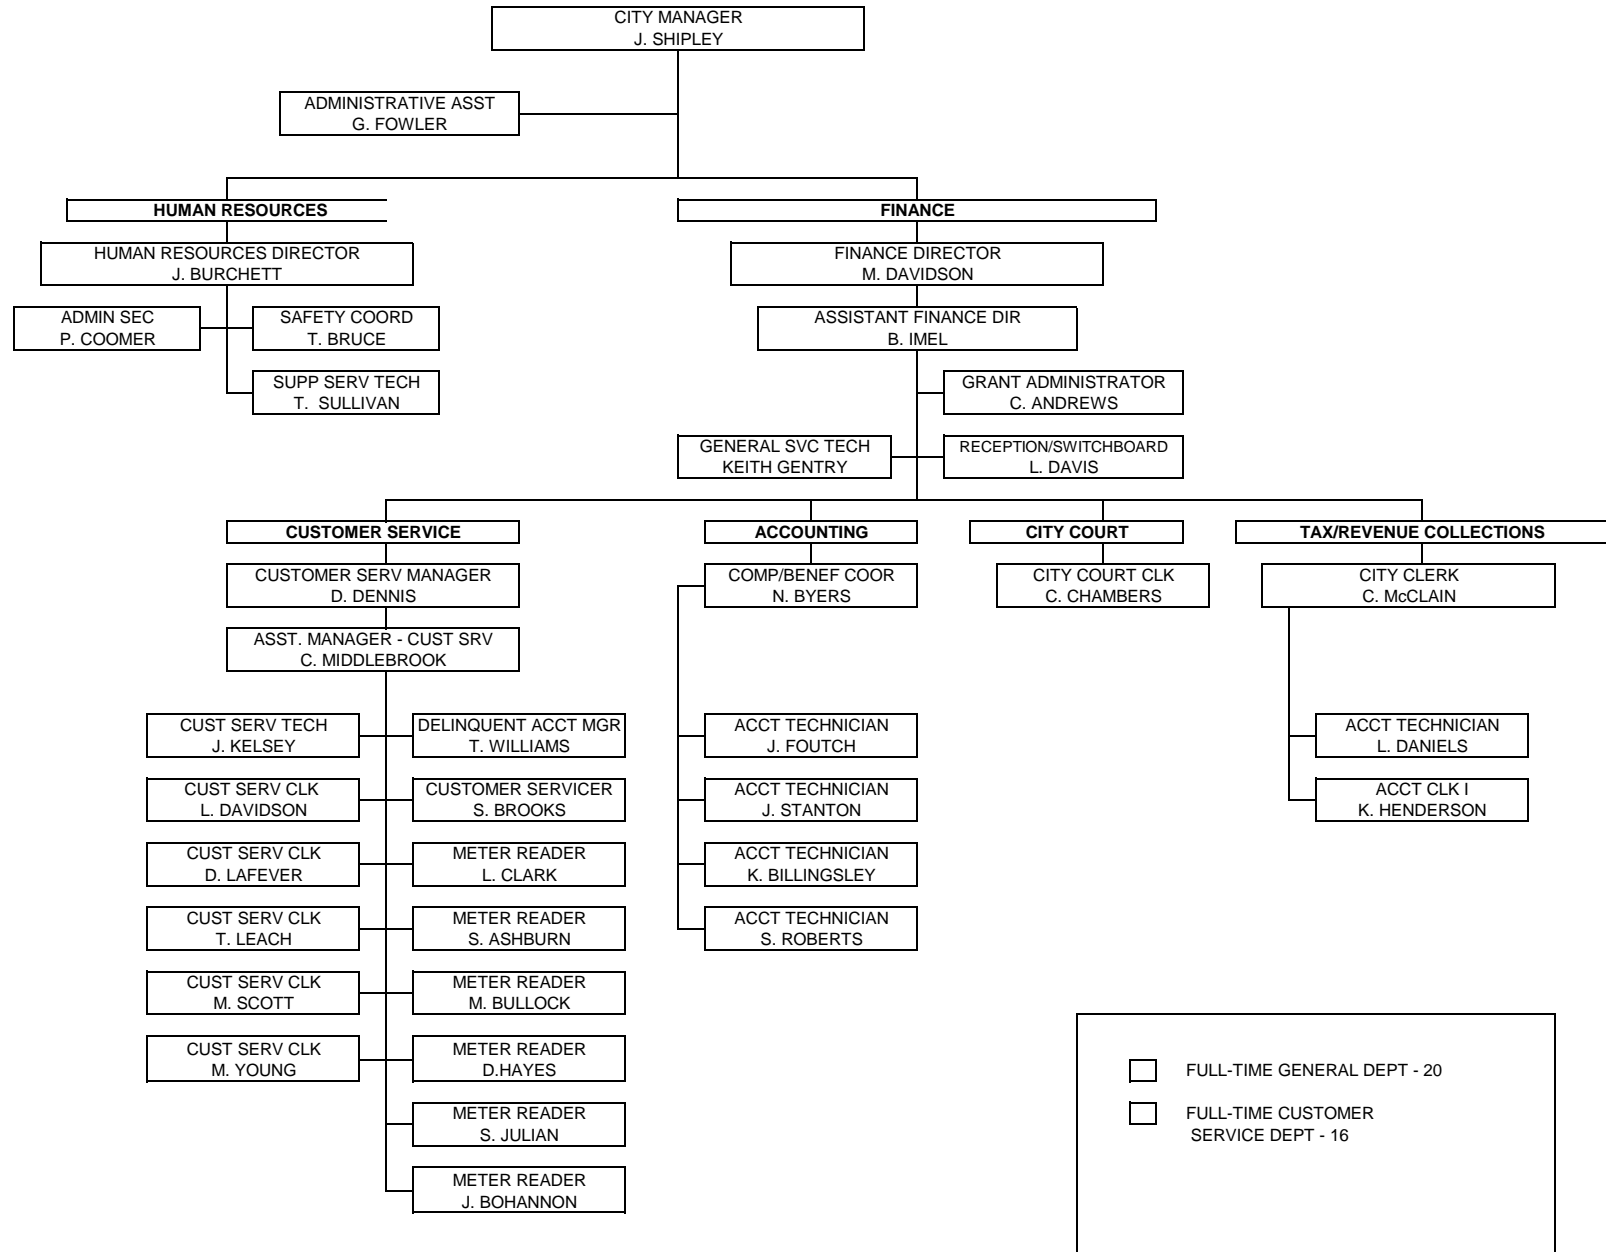 CITY MANAGER
J. SHIPLEY
ADMINISTRATIVE ASST
G. FOWLER
HUMAN RESOURCES
FINANCE
HUMAN RESOURCES DIRECTOR
J. BURCHETT
FINANCE DIRECTOR
M. DAVIDSON
ADMIN SEC
P. COOMER
SAFETY COORD
T. BRUCE
ASSISTANT FINANCE DIR
B. IMEL
SUPP SERV TECH
T. SULLIVAN
GRANT ADMINISTRATOR
C. ANDREWS
GENERAL SVC TECH
KEITH GENTRY
RECEPTION/SWITCHBOARD
L. DAVIS
CUSTOMER SERVICE
ACCOUNTING
CITY COURT
TAX/REVENUE COLLECTIONS
CUSTOMER SERV MANAGER
D. DENNIS
COMP/BENEF COOR
N. BYERS
CITY COURT CLK
C. CHAMBERS
CITY CLERK
C. McCLAIN
ASST. MANAGER - CUST SRV
C. MIDDLEBROOK
CUST SERV TECH
J. KELSEY
DELINQUENT ACCT MGR
T. WILLIAMS
ACCT TECHNICIAN
J. FOUTCH
ACCT TECHNICIAN
L. DANIELS
CUST SERV CLK
L. DAVIDSON
CUSTOMER SERVICER
S. BROOKS
ACCT TECHNICIAN
J. STANTON
ACCT CLK I
K. HENDERSON
CUST SERV CLK
D. LAFEVER
METER READER
L. CLARK
ACCT TECHNICIAN
K. BILLINGSLEY
CUST SERV CLK
T. LEACH
METER READER
S. ASHBURN
ACCT TECHNICIAN
S. ROBERTS
CUST SERV CLK
M. SCOTT
METER READER
M. BULLOCK
CUST SERV CLK
M. YOUNG
METER READER
D.HAYES
METER READER
S. JULIAN
METER READER
J. BOHANNON
FULL-TIME GENERAL DEPT - 20
FULL-TIME CUSTOMER
SERVICE DEPT - 16